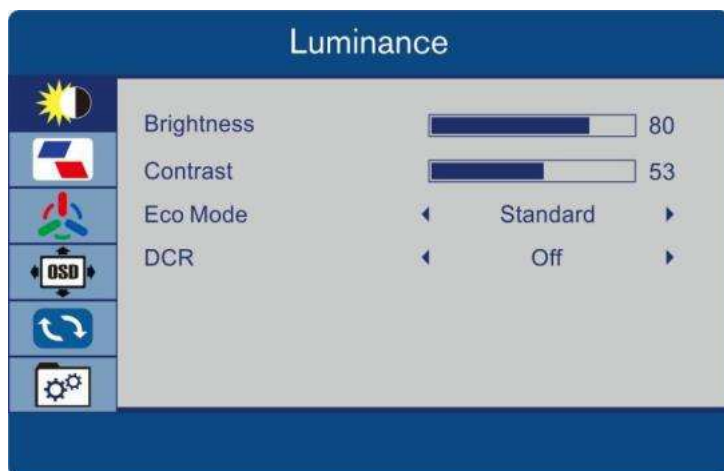 Luminance
Brightness 80
Contrast 53
Eco Mode Standard
DCR Off
OSD